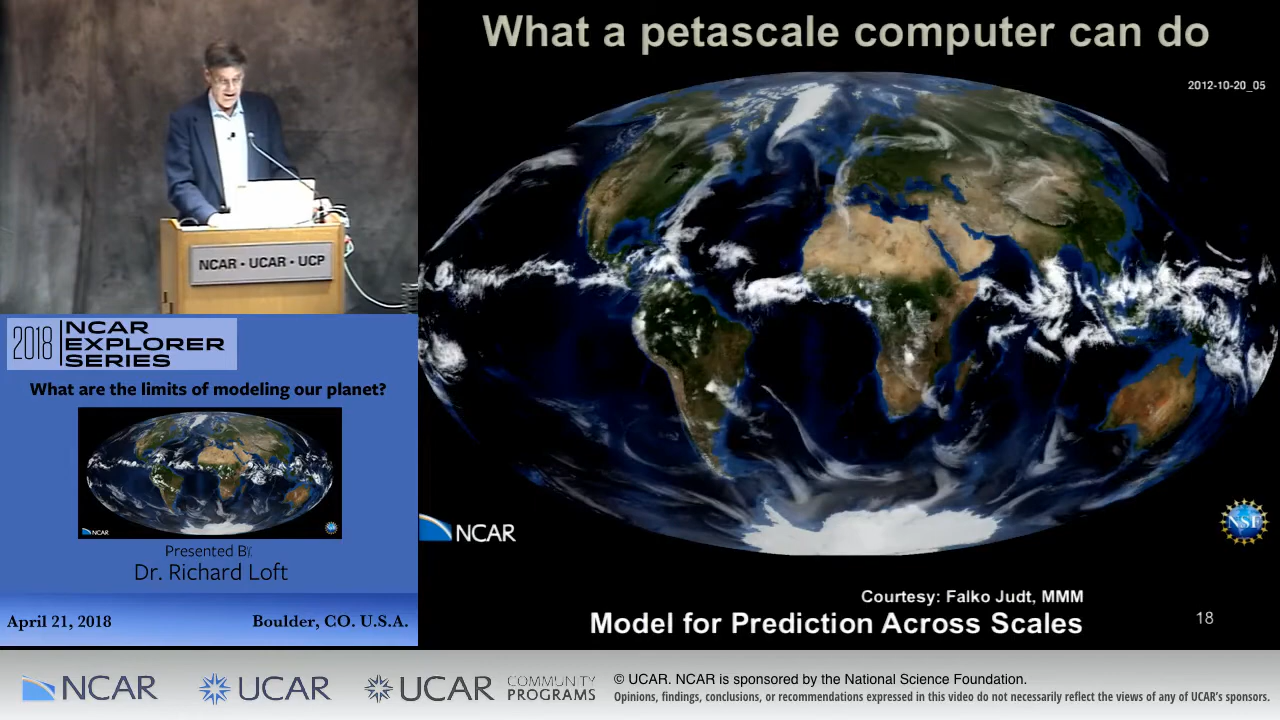 What a petascale computer can do
2012-10-20_05
NCAR • UCAR • UCP
2018 NCAR
EXPLORER
SERIES
What are the limits of modeling our planet?
NCAR
Presented By:
Dr. Richard Loft
April 21, 2018
Boulder, CO. U.S.A.
NCAR
NSF
Courtesy: Falko Judt, MMM
Model for Prediction Across Scales
18
NCAR
UCAR
UCAR
COMMUNITY
PROGRAMS
© UCAR. NCAR is sponsored by the National Science Foundation.
Opinions, findings, conclusions, or recommendations expressed in this video do not necessarily reflect the views of any of UCAR's sponsors.